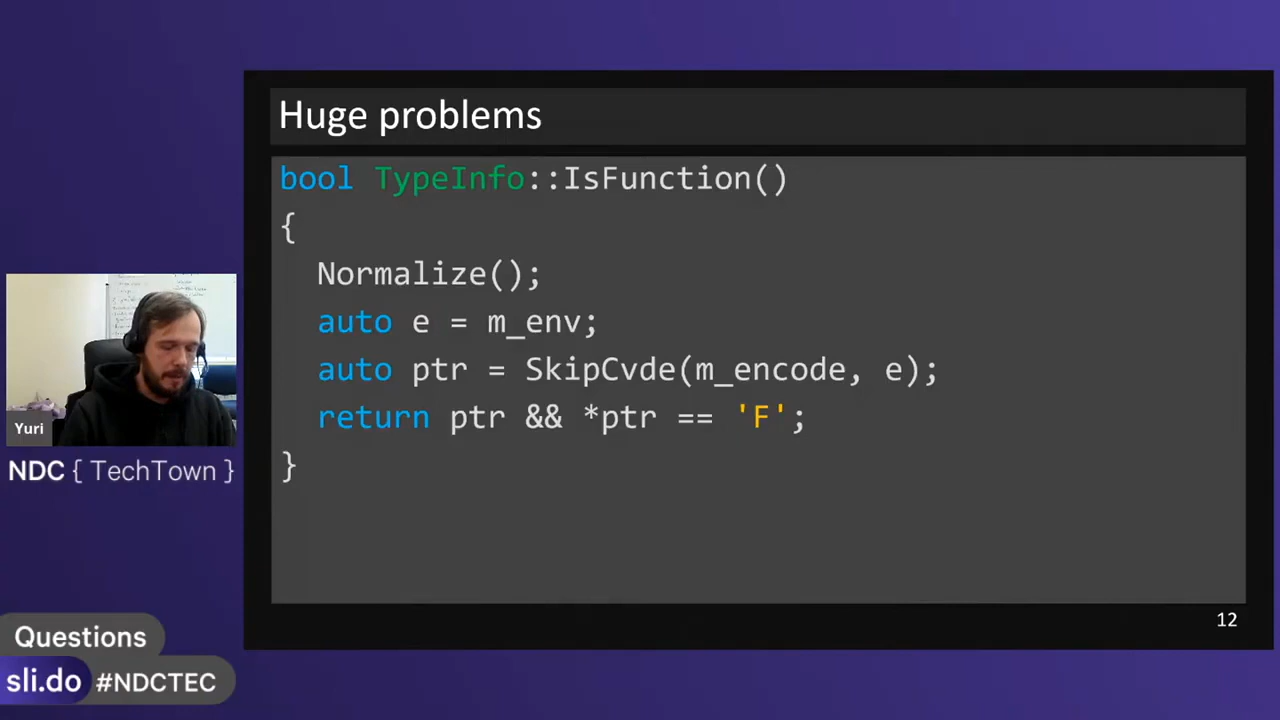 Huge problems
bool TypeInfo::IsFunction()
{
Normalize();
auto e = m_env;
auto ptr = SkipCvde(m_encode, e);
return ptr && *ptr == 'F';
}
12
Yuri
NDC { TechTown }
Questions
sli.do #NDCTEC